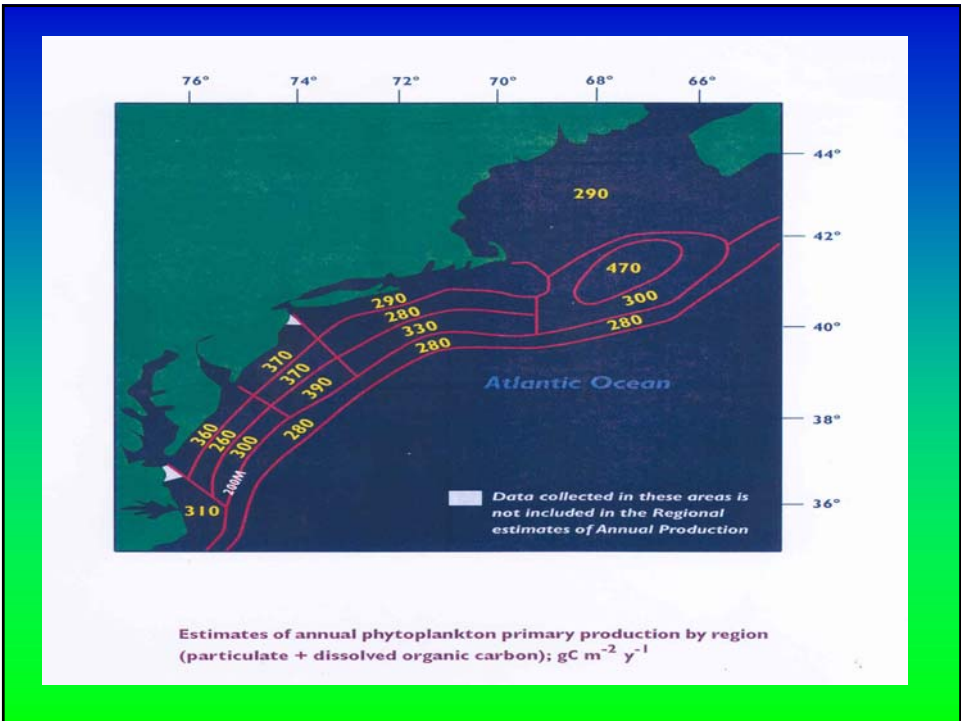 76° 74° 72° 70° 68° 66°
44°
290
42°
470
300
290
280
280
40°
330
280
370
370
390
Atlantic Ocean
280
38°
360
260
300
200M
Data collected in these areas is
not included in the Regional
estimates of Annual Production
36°
310
Estimates of annual phytoplankton primary production by region
(particulate + dissolved organic carbon); gC m⁻² y⁻¹